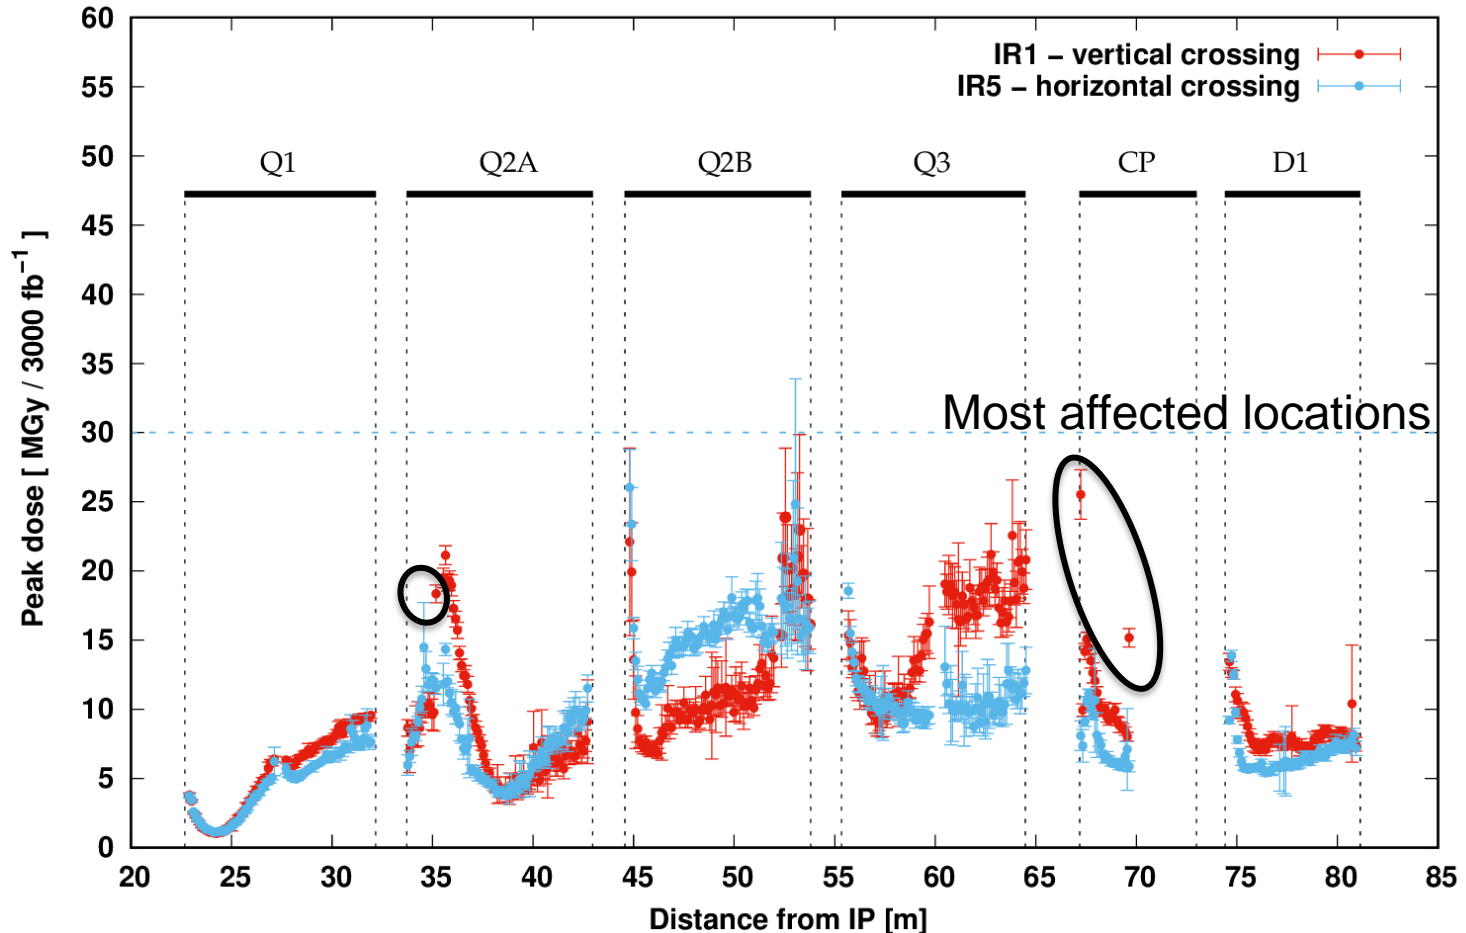 60
55
50
45
40
35
30
25
20
15
10
5
0
Peak dose [ MGy / 3000 fb⁻¹ ]
IR1 – vertical crossing
IR5 – horizontal crossing
Q1 Q2A Q2B Q3 CP D1
Most affected locations
20 25 30 35 40 45 50 55 60 65 70 75 80 85
Distance from IP [m]